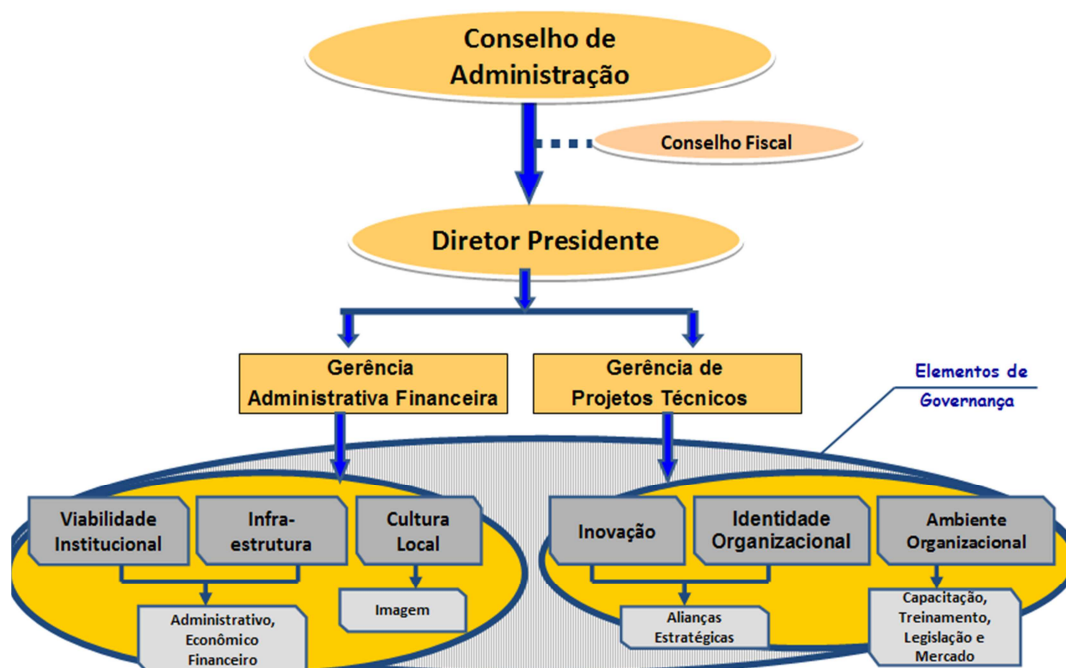 Conselho de
Administração
Conselho Fiscal
Diretor Presidente
Gerência
Administrativa Financeira
Gerência de
Projetos Técnicos
Elementos de
Governança
Viabilidade
Institucional
Infra-
estrutura
Cultura
Local
Inovação
Identidade
Organizacional
Ambiente
Organizacional
Administrativo,
Econômico
Financeiro
Imagem
Alianças
Estratégicas
Capacitação,
Treinamento,
Legislação e
Mercado